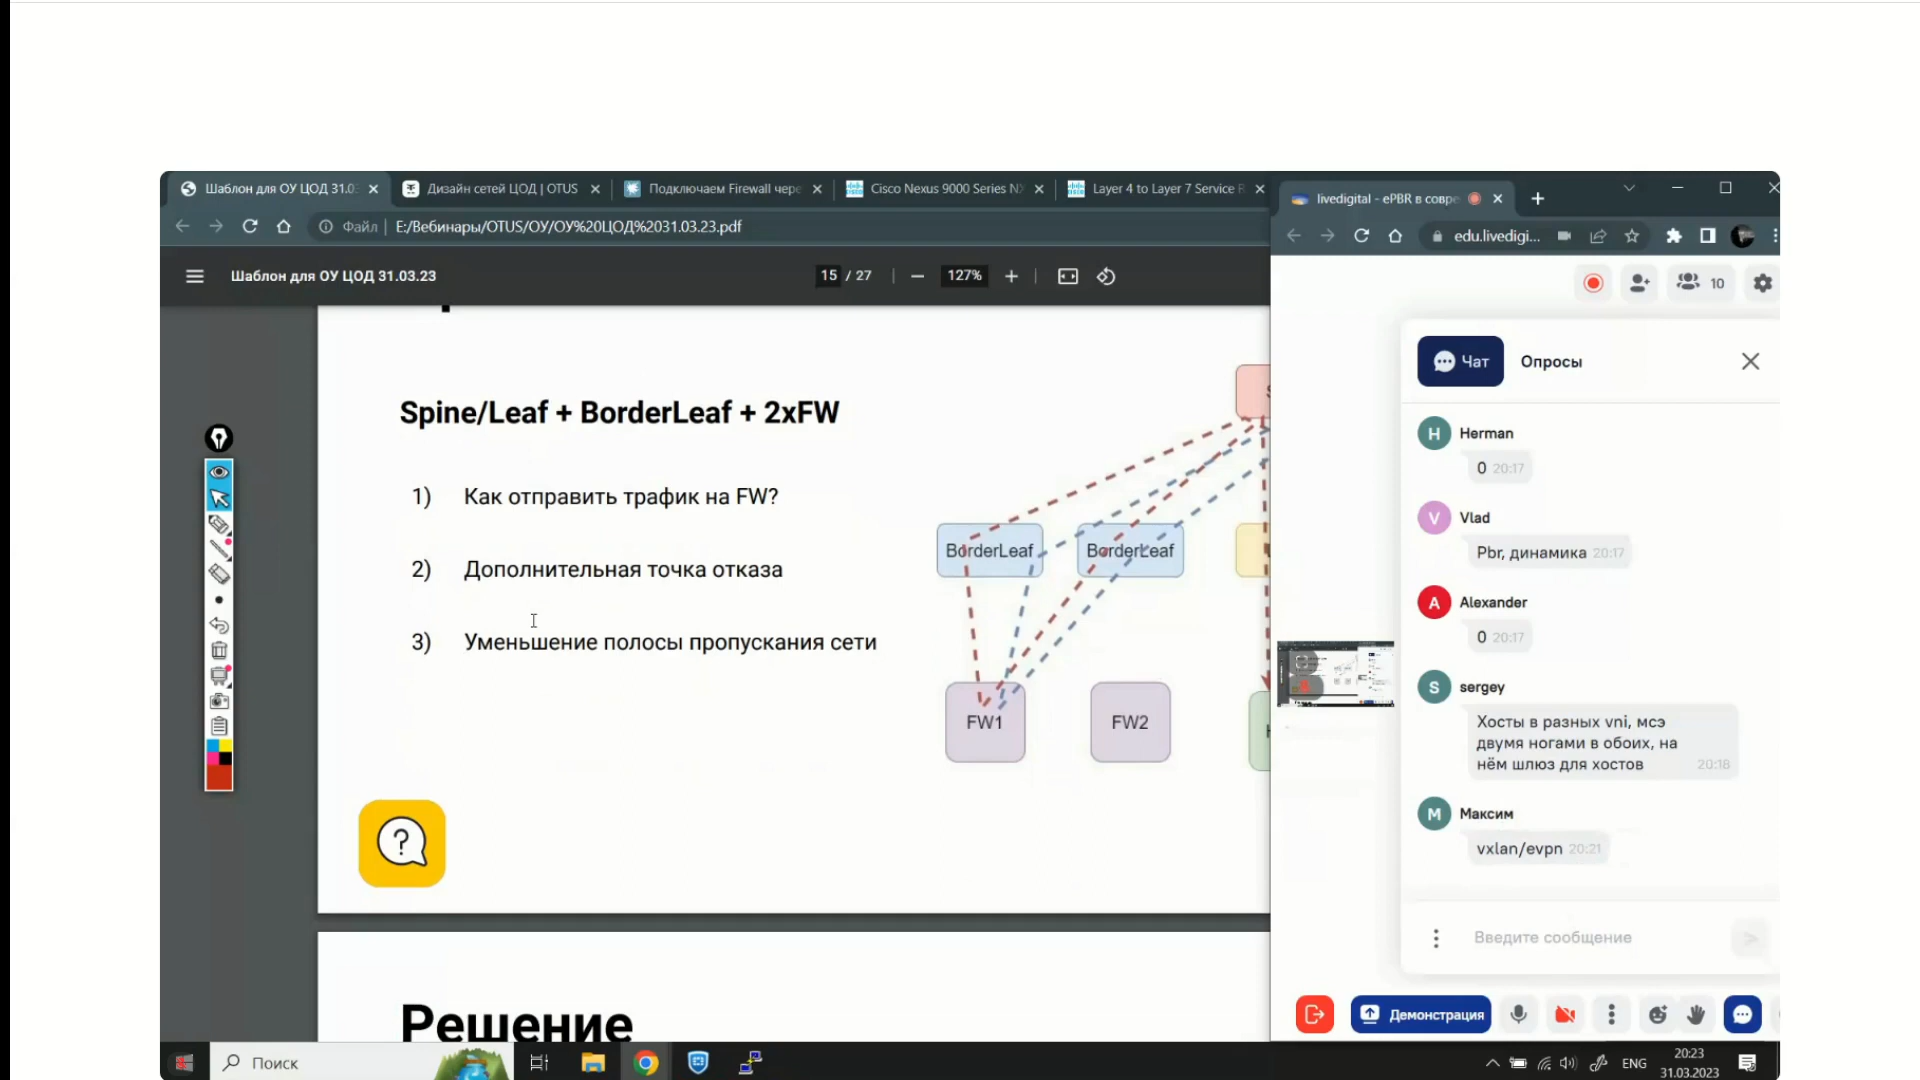 Шаблон для ОУ ЦОД 31.0
Дизайн сетей ЦОД | OTUS
Подключаем Firewall чере
Cisco Nexus 9000 Series N
Layer 4 to Layer 7 Service
livedigital - ePBR в совре
Файл
E:/Вебинары/OTUS/ОУ/ОУ%20ЦОД%2031.03.23.pdf
edu.livedigi...
Шаблон для ОУ ЦОД 31.03.23
15 / 27
127%
10
Spine/Leaf + BorderLeaf + 2xFW
1) Как отправить трафик на FW?
2) Дополнительная точка отказа
3) Уменьшение полосы пропускания сети
BorderLeaf
BorderLeaf
FW1
FW2
Решение
Чат
Опросы
H
Herman
0 20:17
V
Vlad
Pbr, динамика 20:17
A
Alexander
0 20:17
S
sergey
Хосты в разных vni, мсэ
двумя ногами в обоих, на
нём шлюз для хостов 20:18
М
Максим
vxlan/evpn 20:21
Введите сообщение
Демонстрация
Поиск
ENG
20:23
31.03.2023